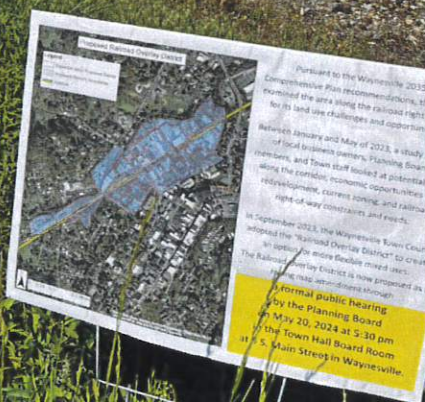 Proposed Railroad Overlay District
Legend
Pursuant to the Waynesville 2035
Comprehensive Plan recommendations, t
examined the area along the railroad right
for its land use challenges and opportun
Between January and May of 2023, a study
of local business owners, Planning Board
members, and Town staff looked at potential
along the corridor, economic opportunities
redevelopment, current zoning, and railroa
right-of-way constraints and needs.
In September 2023, the Waynesville Town Coun
adopted the "Railroad Overlay District" to creat
an option for more flexible mixed uses.
The Railroad Overlay District is now proposed as
map amendment through
formal public hearing
by the Planning Board
on May 20, 2024 at 5:30 pm
the Town Hall Board Room
at S. Main Street in Waynesville.